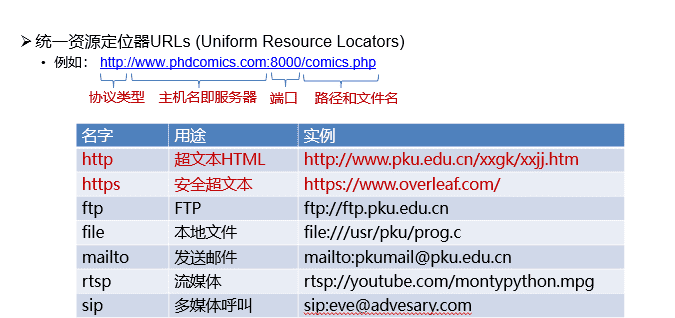 ➢ 统一资源定位器URLs (Uniform Resource Locators)
• 例如： http://www.phdcomics.com:8000/comics.php
协议类型 主机名即服务器 端口 路径和文件名
名字 用途 实例
http 超文本HTML http://www.pku.edu.cn/xxgk/xxjj.htm
https 安全超文本 https://www.overleaf.com/
ftp FTP ftp://ftp.pku.edu.cn
file 本地文件 file:///usr/pku/prog.c
mailto 发送邮件 mailto:pkumail@pku.edu.cn
rtsp 流媒体 rtsp://youtube.com/montypython.mpg
sip 多媒体呼叫 sip:eve@advesary.com